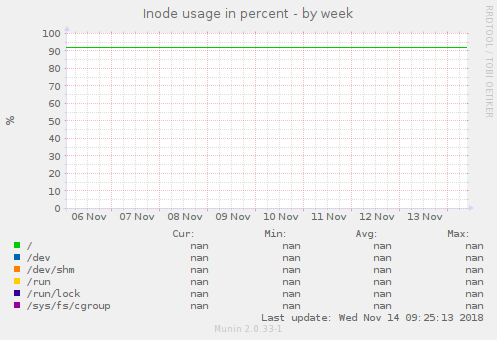 Inode usage in percent - by week
RRDTOOL / TOBI OETIKER
%
100
90
80
70
60
50
40
30
20
10
0
06 Nov 07 Nov 08 Nov 09 Nov 10 Nov 11 Nov 12 Nov 13 Nov
Cur: Min: Avg: Max:
/ nan nan nan nan
/dev nan nan nan nan
/dev/shm nan nan nan nan
/run nan nan nan nan
/run/lock nan nan nan nan
/sys/fs/cgroup nan nan nan nan
Last update: Wed Nov 14 09:25:13 2018
Munin 2.0.33-1